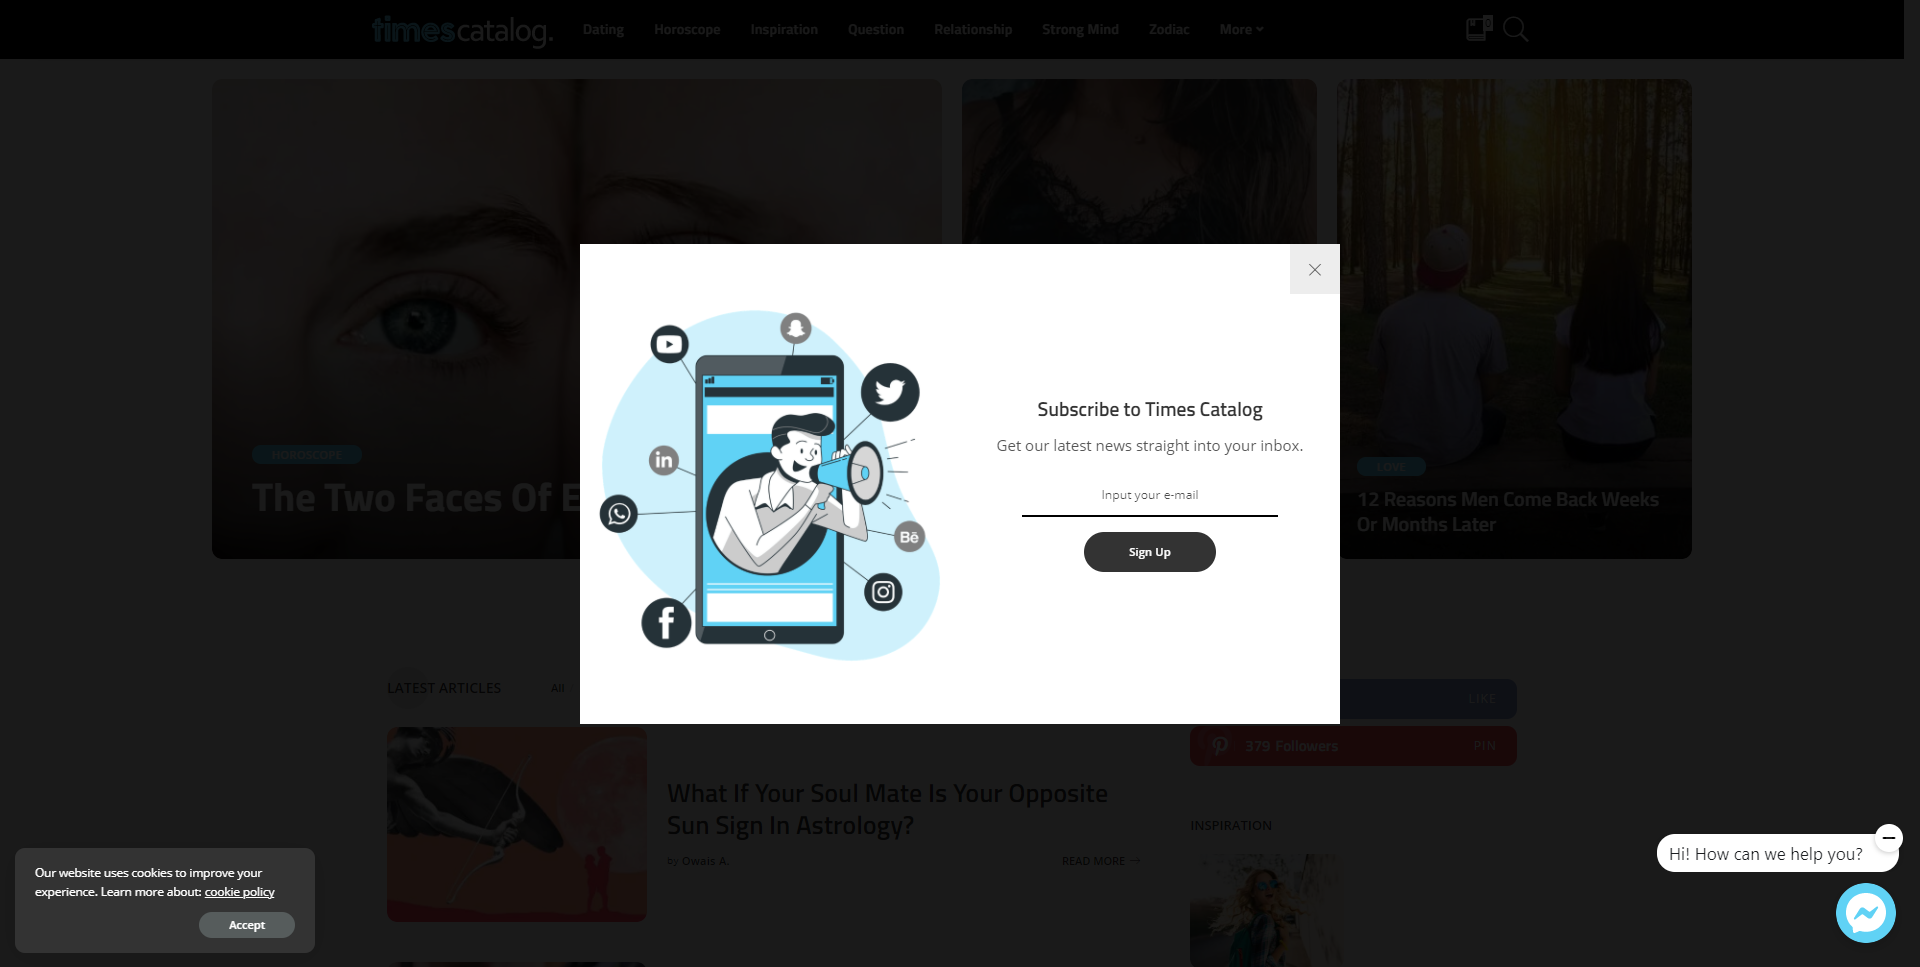 timescatalog.
Dating
Horoscope
Inspiration
Question
Relationship
Strong Mind
Zodiac
More
0
HOROSCOPE
The Two Faces Of
LOVE
12 Reasons Men Come Back Weeks
Or Months Later
Subscribe to Times Catalog
Get our latest news straight into your inbox.
Input your e-mail
Sign Up
in
Bē
LATEST ARTICLES
All
LIKE
379 Followers
PIN
What If Your Soul Mate Is Your Opposite
Sun Sign In Astrology?
by Owais A.
READ MORE
INSPIRATION
Our website uses cookies to improve your
experience. Learn more about: cookie policy
Accept
Hi! How can we help you?